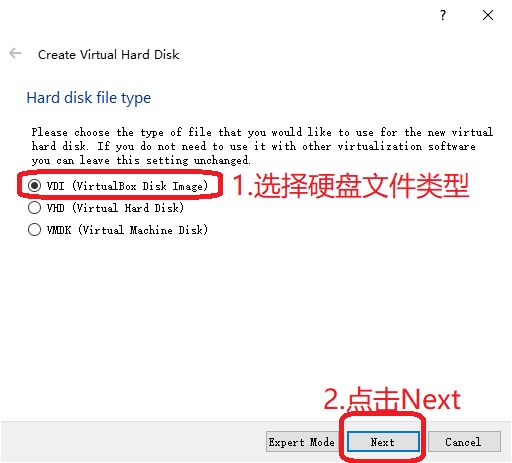 ?
Create Virtual Hard Disk
Hard disk file type
Please choose the type of file that you would like to use for the new virtual
hard disk. If you do not need to use it with other virtualization software
you can leave this setting unchanged.
VDI (VirtualBox Disk Image) 1.选择硬盘文件类型
VHD (Virtual Hard Disk)
VMDK (Virtual Machine Disk)
2.点击Next
Expert Mode Next Cancel